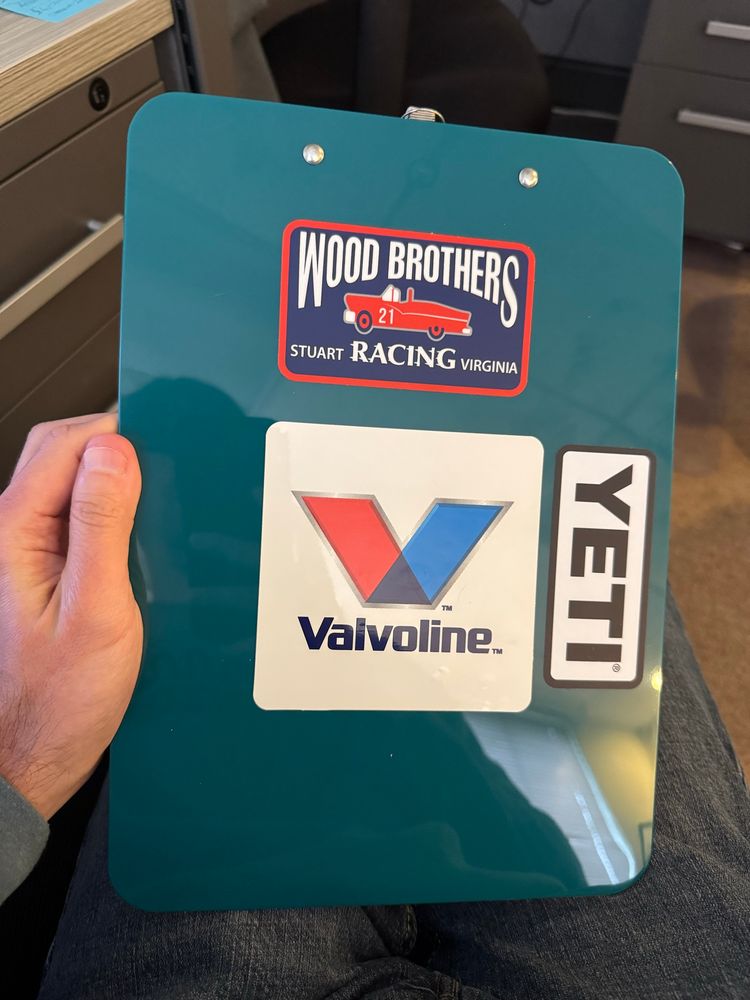 WOOD BROTHERS
21
STUART RACING VIRGINIA
Valvoline™
YETI®